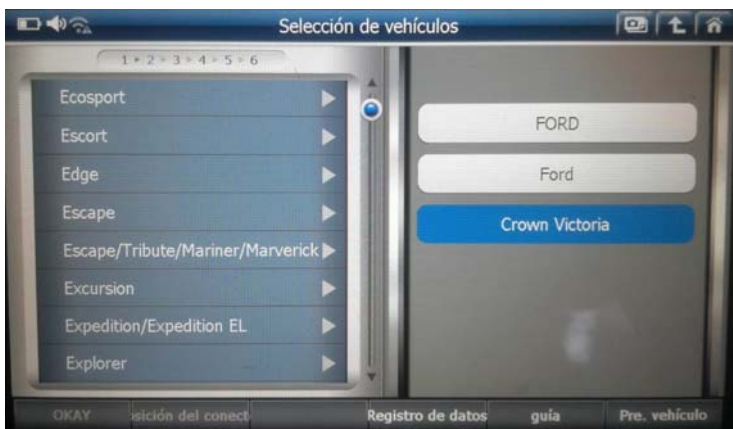 Selección de vehículos
1 > 2 > 3 > 4 > 5 > 6
Ecosport
Escort
Edge
Escape
Escape/Tribute/Mariner/Marverick
Excursion
Expedition/Expedition EL
Explorer
FORD
Ford
Crown Victoria
OKAY
sición del conect
Registro de datos
guía
Pre. vehículo